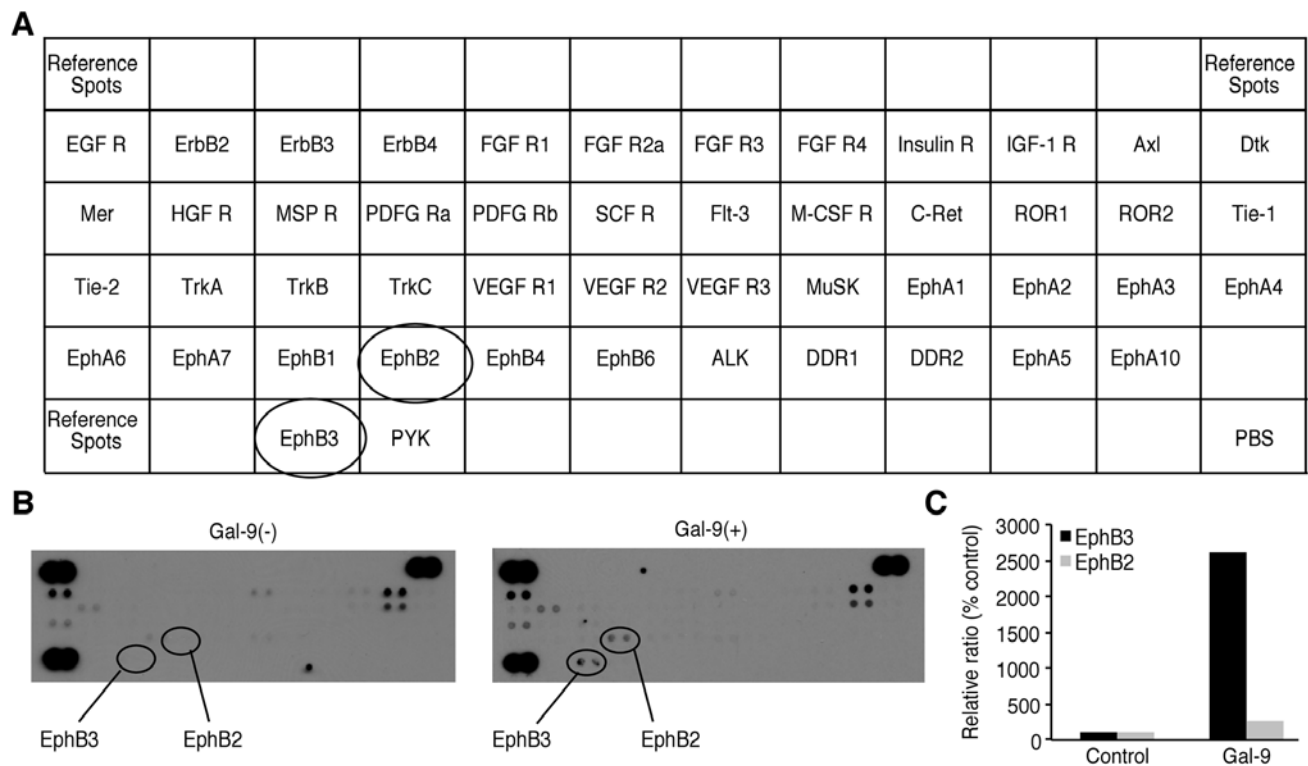 A
Reference Spots Reference Spots
EGF R ErbB2 ErbB3 ErbB4 FGF R1 FGF R2a FGF R3 FGF R4 Insulin R IGF-1 R Axl Dtk
Mer HGF R MSP R PDFG Ra PDFG Rb SCF R Flt-3 M-CSF R C-Ret ROR1 ROR2 Tie-1
Tie-2 TrkA TrkB TrkC VEGF R1 VEGF R2 VEGF R3 MuSK EphA1 EphA2 EphA3 EphA4
EphA6 EphA7 EphB1 EphB2 EphB4 EphB6 ALK DDR1 DDR2 EphA5 EphA10
Reference Spots EphB3 PYK PBS
B
Gal-9(-) Gal-9(+)
EphB3 EphB2 EphB3 EphB2
C
Relative ratio (% control)
3000
2500
2000
1500
1000
500
0
EphB3
EphB2
Control Gal-9